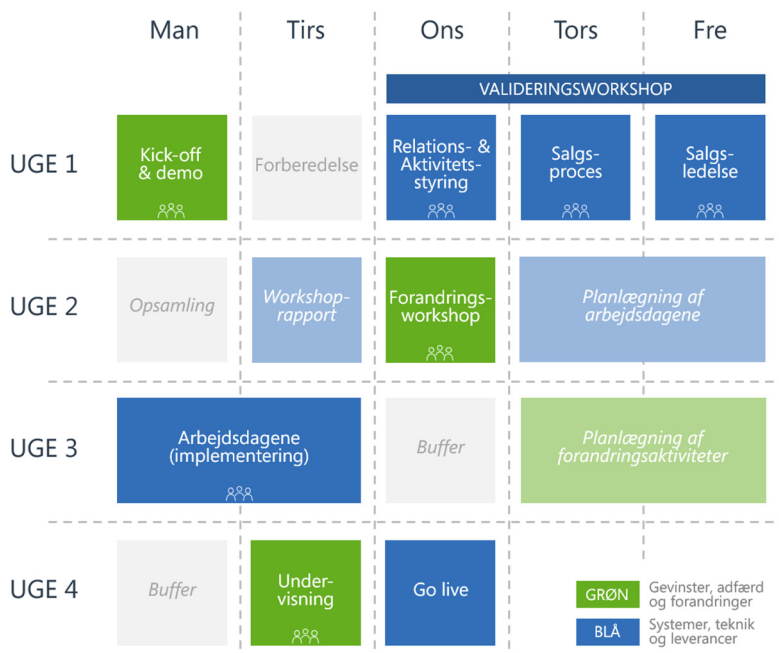 Man Tirs Ons Tors Fre
VALIDERINGSWORKSHOP
UGE 1
Kick-off
& demo
Forberedelse
Relations- &
Aktivitets-
styring
Salgs-
proces
Salgs-
ledelse
UGE 2
Opsamling
Workshop-
rapport
Forandrings-
workshop
Planlægning af
arbejdsdagene
UGE 3
Arbejdsdagene
(implementering)
Buffer
Planlægning af
forandringsaktiviteter
UGE 4
Buffer
Under-
visning
Go live
GRØN
Gevinster, adfærd
og forandringer
BLÅ
Systemer, teknik
og leverancer